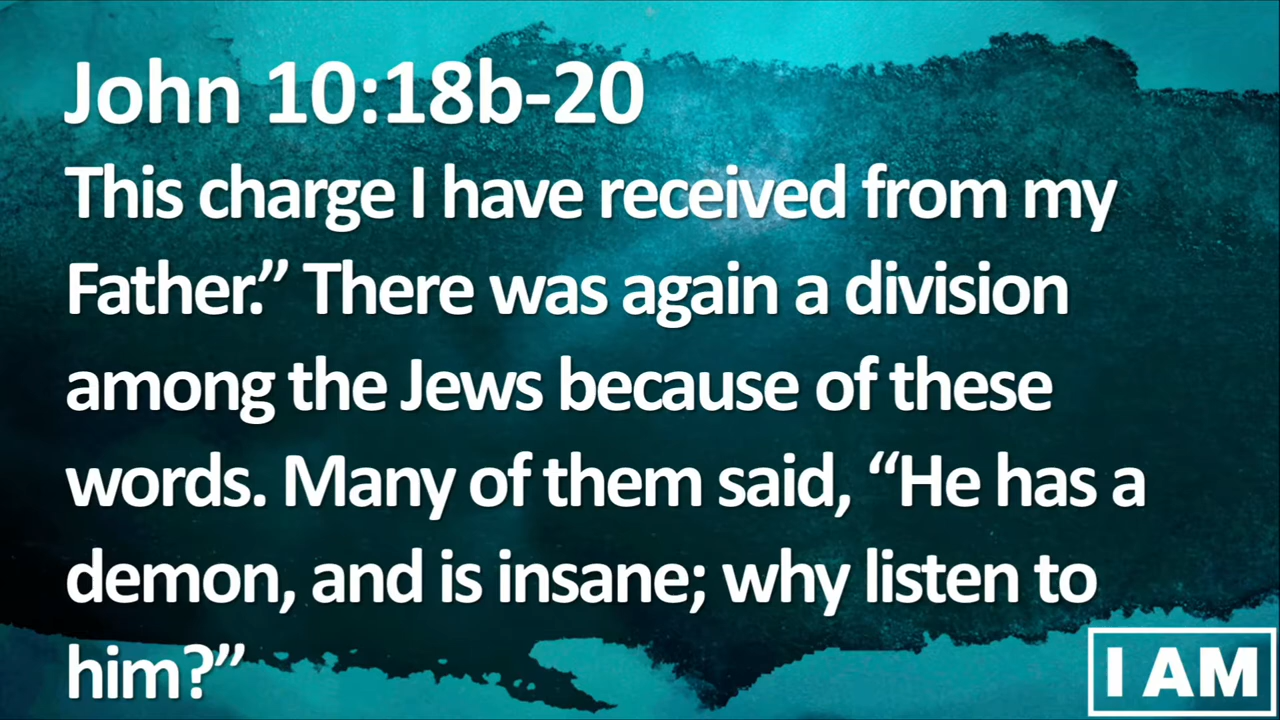 John 10:18b-20
This charge I have received from my
Father.” There was again a division
among the Jews because of these
words. Many of them said, “He has a
demon, and is insane; why listen to
him?”
I AM